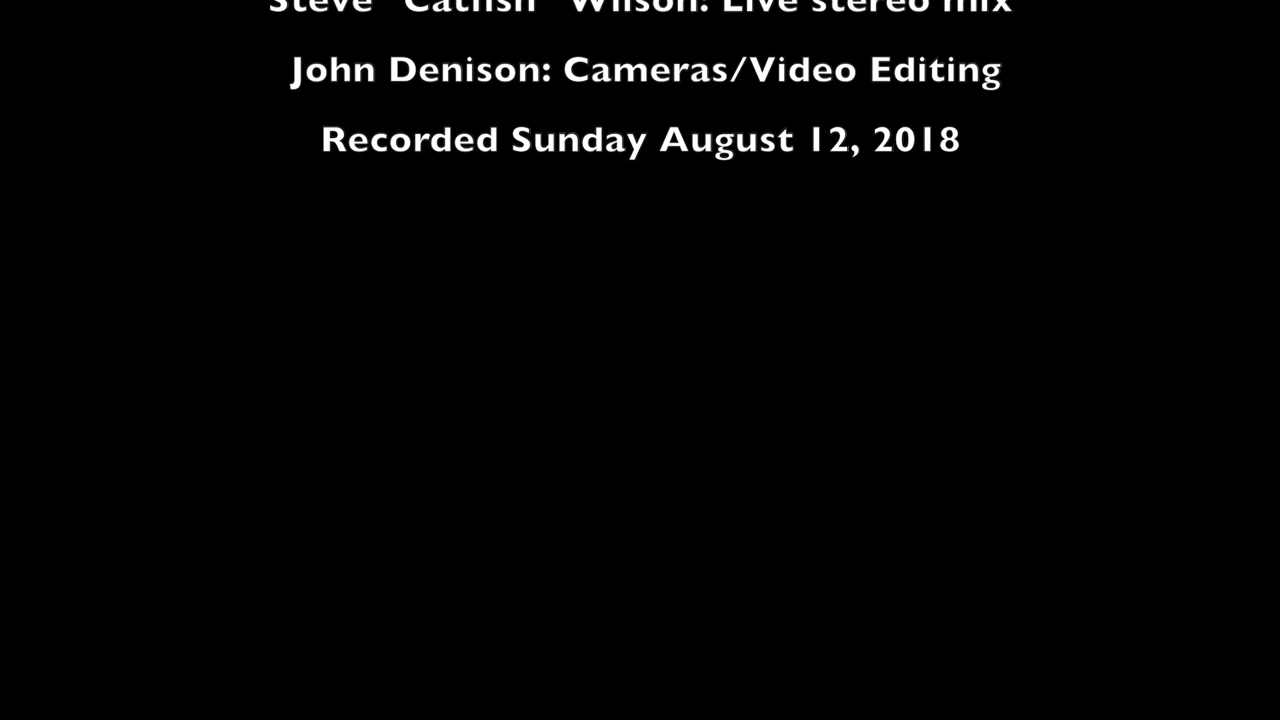 Steve "Catfish" Wilson: Live stereo mix
John Denison: Cameras/Video Editing
Recorded Sunday August 12, 2018